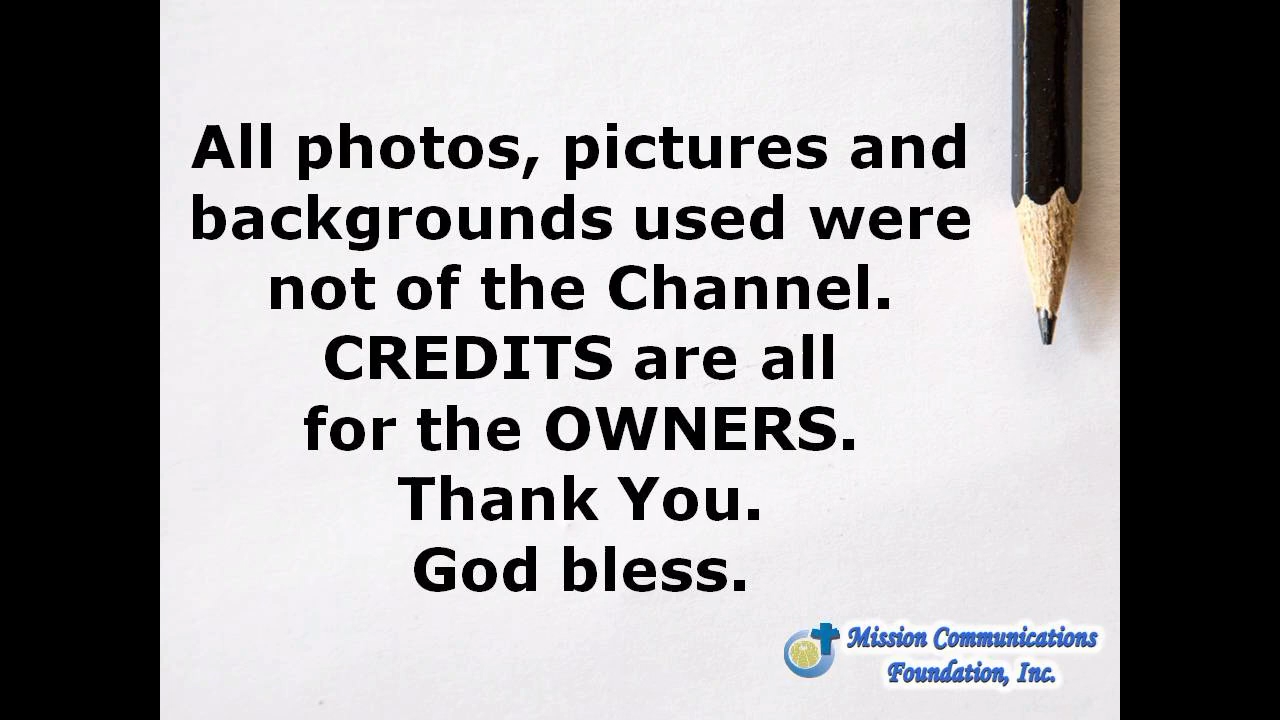 All photos, pictures and
backgrounds used were
not of the Channel.
CREDITS are all
for the OWNERS.
Thank You.
God bless.
Mission Communications
Foundation, Inc.